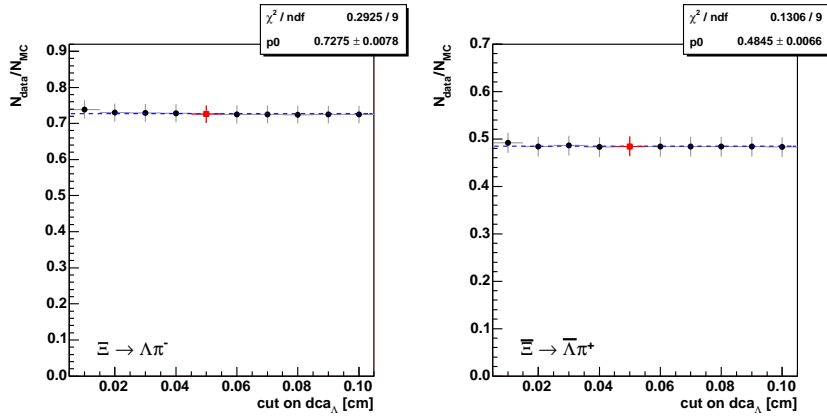 χ² / ndf 0.2925 / 9
p0 0.7275 ± 0.0078
N_data/N_MC
0.9
0.8
0.7
0.6
0.5
0.4
0.3
0.2
0.1
0.0
Ξ → Λπ⁻
0.02 0.04 0.06 0.08 0.10
cut on dca_Λ [cm]
χ² / ndf 0.1306 / 9
p0 0.4845 ± 0.0066
N_data/N_MC
0.7
0.6
0.5
0.4
0.3
0.2
0.1
0.0
Ξ̅ → Λ̅π⁺
0.02 0.04 0.06 0.08 0.10
cut on dca_Λ [cm]